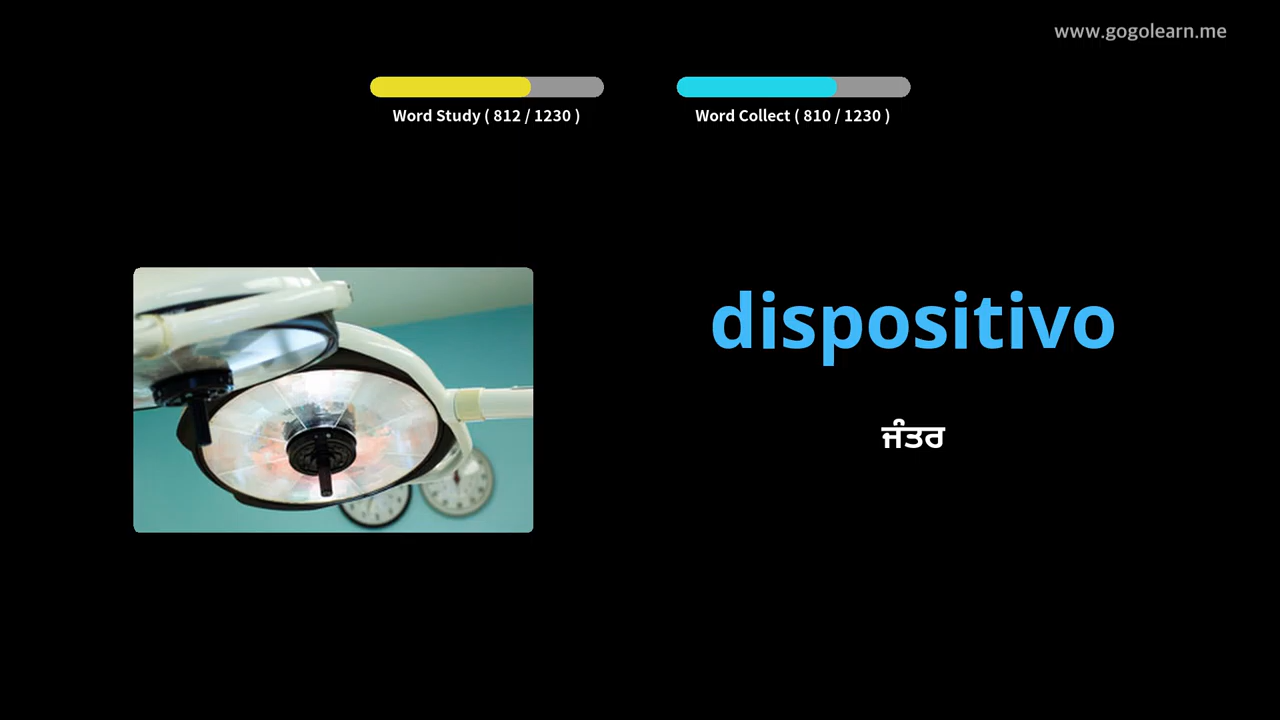 www.gogolearn.me
Word Study ( 812 / 1230 )
Word Collect ( 810 / 1230 )
dispositivo
ਜੰਤਰ